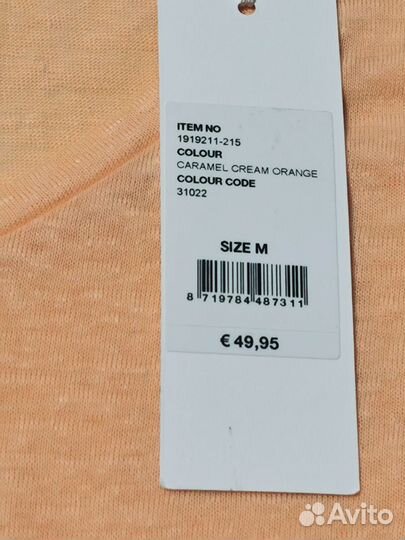 ITEM NO
1919211-215
COLOUR
CARAMEL CREAM ORANGE
COLOUR CODE
31022
SIZE M
8 719784 487311
€ 49,95
Avito